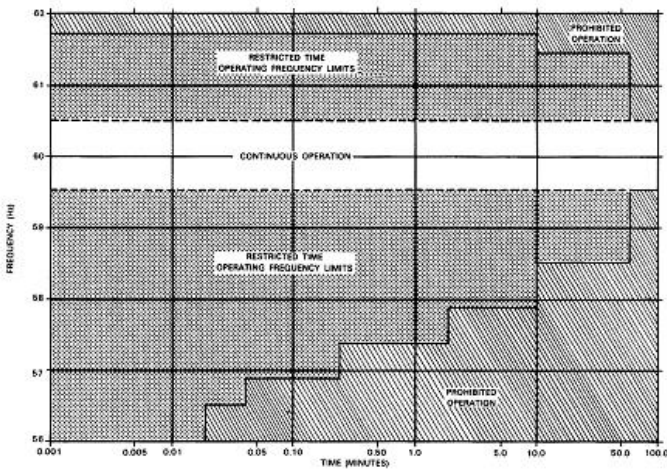 62
PROHIBITED
OPERATION
RESTRICTED TIME
OPERATING FREQUENCY LIMITS
61
60
CONTINUOUS OPERATION
59
FREQUENCY (Hz)
RESTRICTED TIME
OPERATING FREQUENCY LIMITS
58
57
PROHIBITED
OPERATION
56
0.001
0.005
0.01
0.05
0.10
0.50
1.0
5.0
10.0
50.0
100.0
TIME (MINUTES)